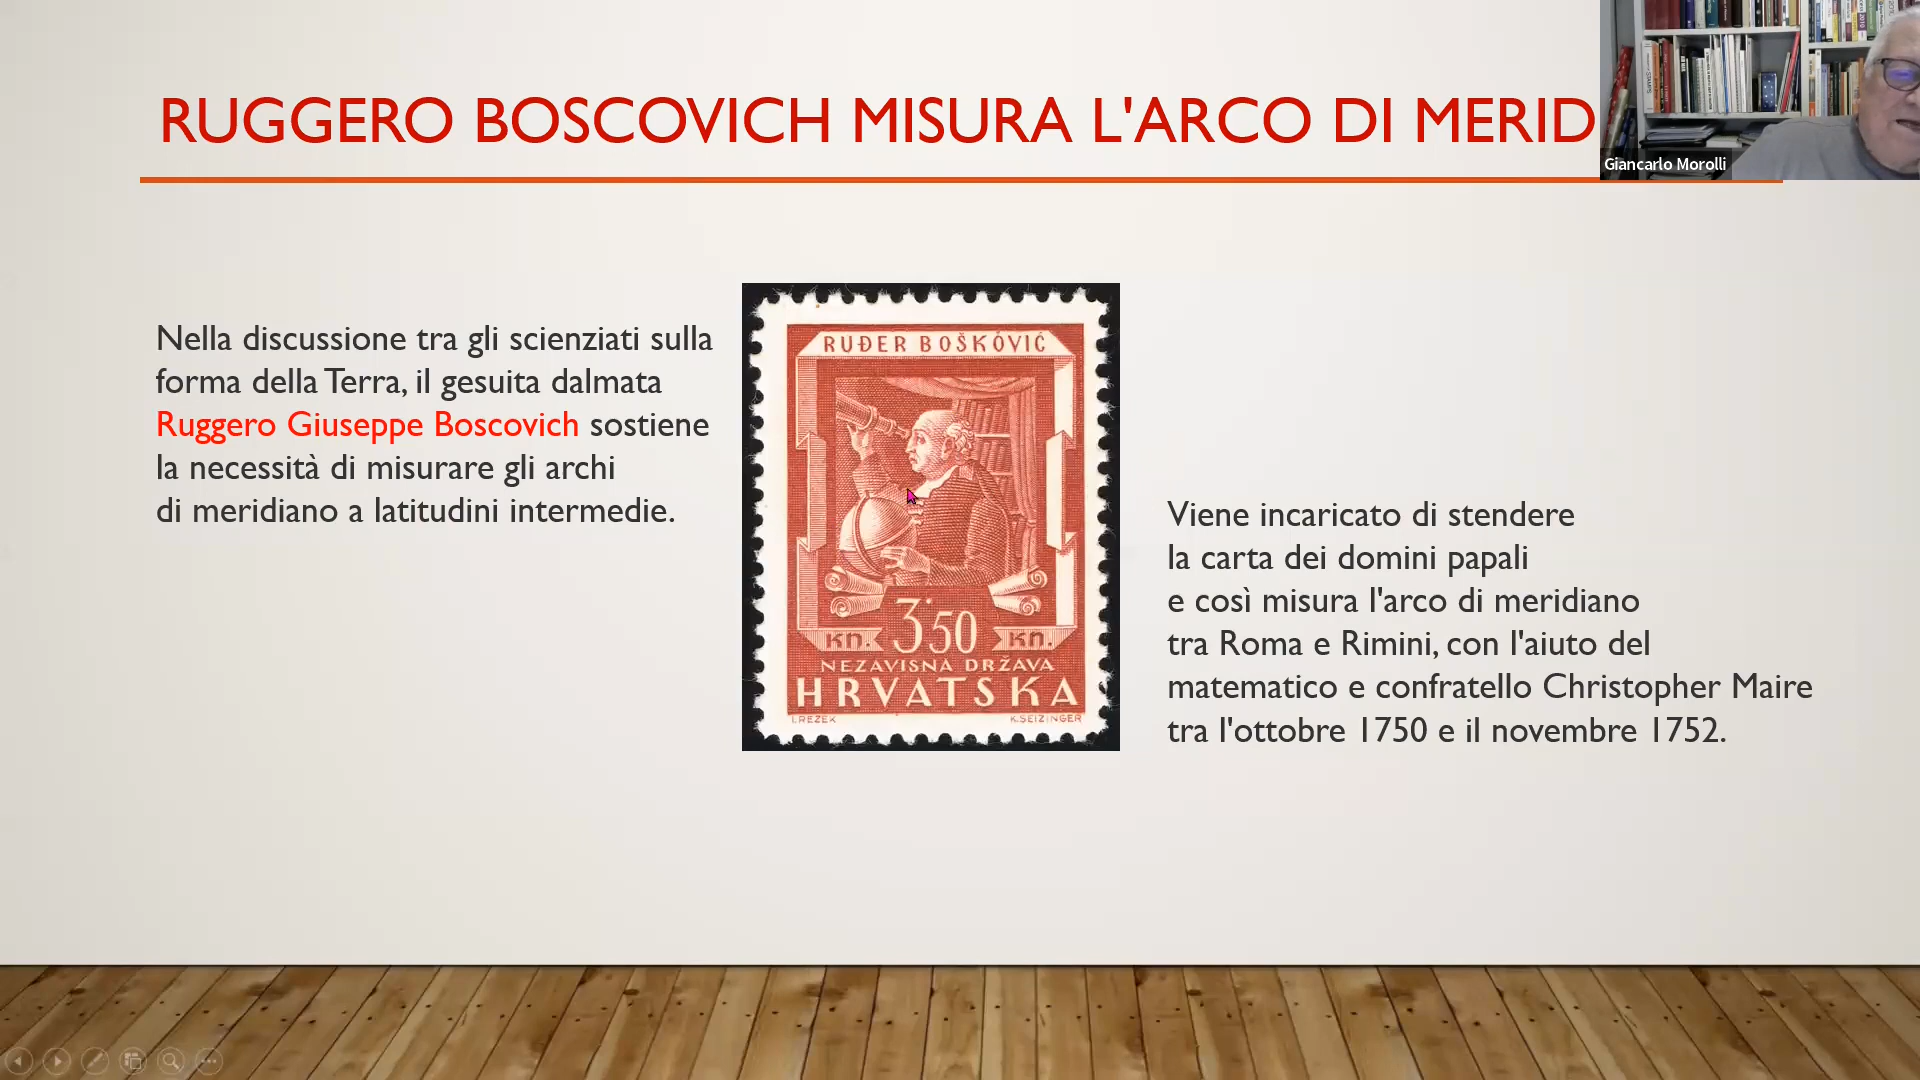 RUGGERO BOSCOVICH MISURA L'ARCO DI MERID
Giancarlo Morolli
Nella discussione tra gli scienziati sulla
forma della Terra, il gesuita dalmata
Ruggero Giuseppe Boscovich sostiene
la necessità di misurare gli archi
di meridiano a latitudini intermedie.
RUĐER BOŠKOVIĆ
3·50
kn. kn.
NEZAVISNA DRŽAVA
HRVATSKA
I.REŽEK K.SEIZINGER
Viene incaricato di stendere
la carta dei domini papali
e così misura l'arco di meridiano
tra Roma e Rimini, con l'aiuto del
matematico e confratello Christopher Maire
tra l'ottobre 1750 e il novembre 1752.